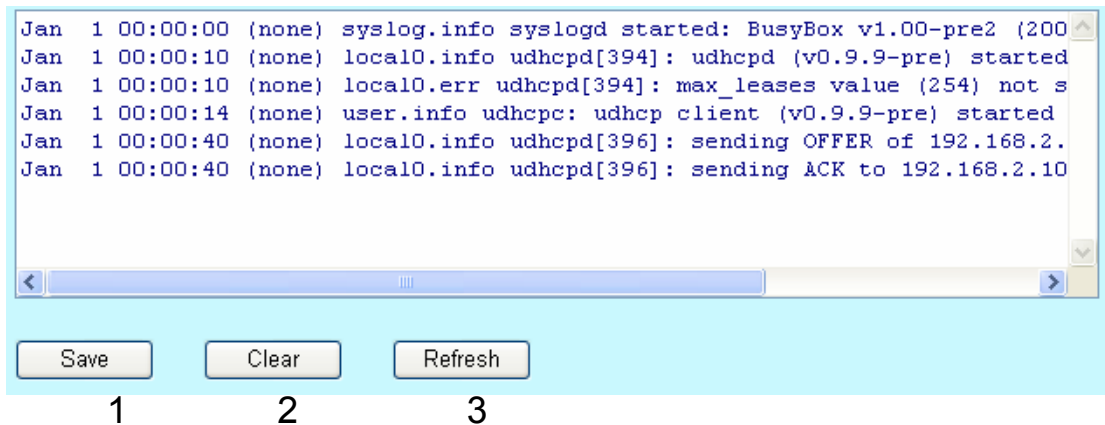 Jan  1 00:00:00 (none) syslog.info syslogd started: BusyBox v1.00-pre2 (200
Jan  1 00:00:10 (none) local0.info udhcpd[394]: udhcpd (v0.9.9-pre) started
Jan  1 00:00:10 (none) local0.err udhcpd[394]: max_leases value (254) not s
Jan  1 00:00:14 (none) user.info udhcpc: udhcp client (v0.9.9-pre) started
Jan  1 00:00:40 (none) local0.info udhcpd[396]: sending OFFER of 192.168.2.
Jan  1 00:00:40 (none) local0.info udhcpd[396]: sending ACK to 192.168.2.10
Save Clear Refresh
1 2 3